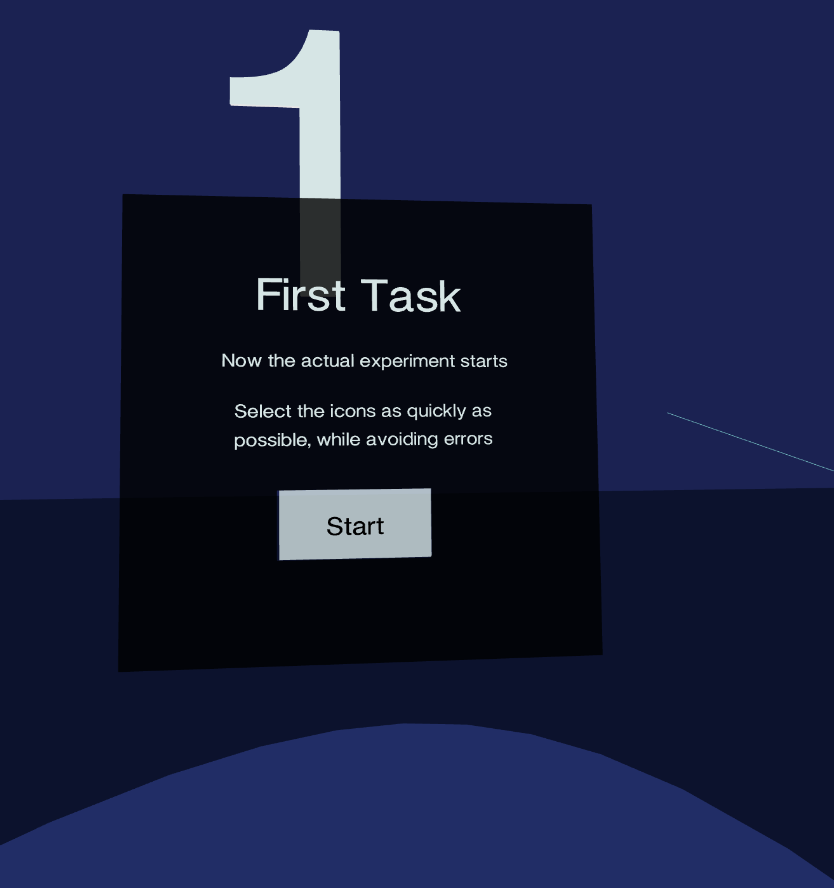 1
First Task
Now the actual experiment starts
Select the icons as quickly as
possible, while avoiding errors
Start